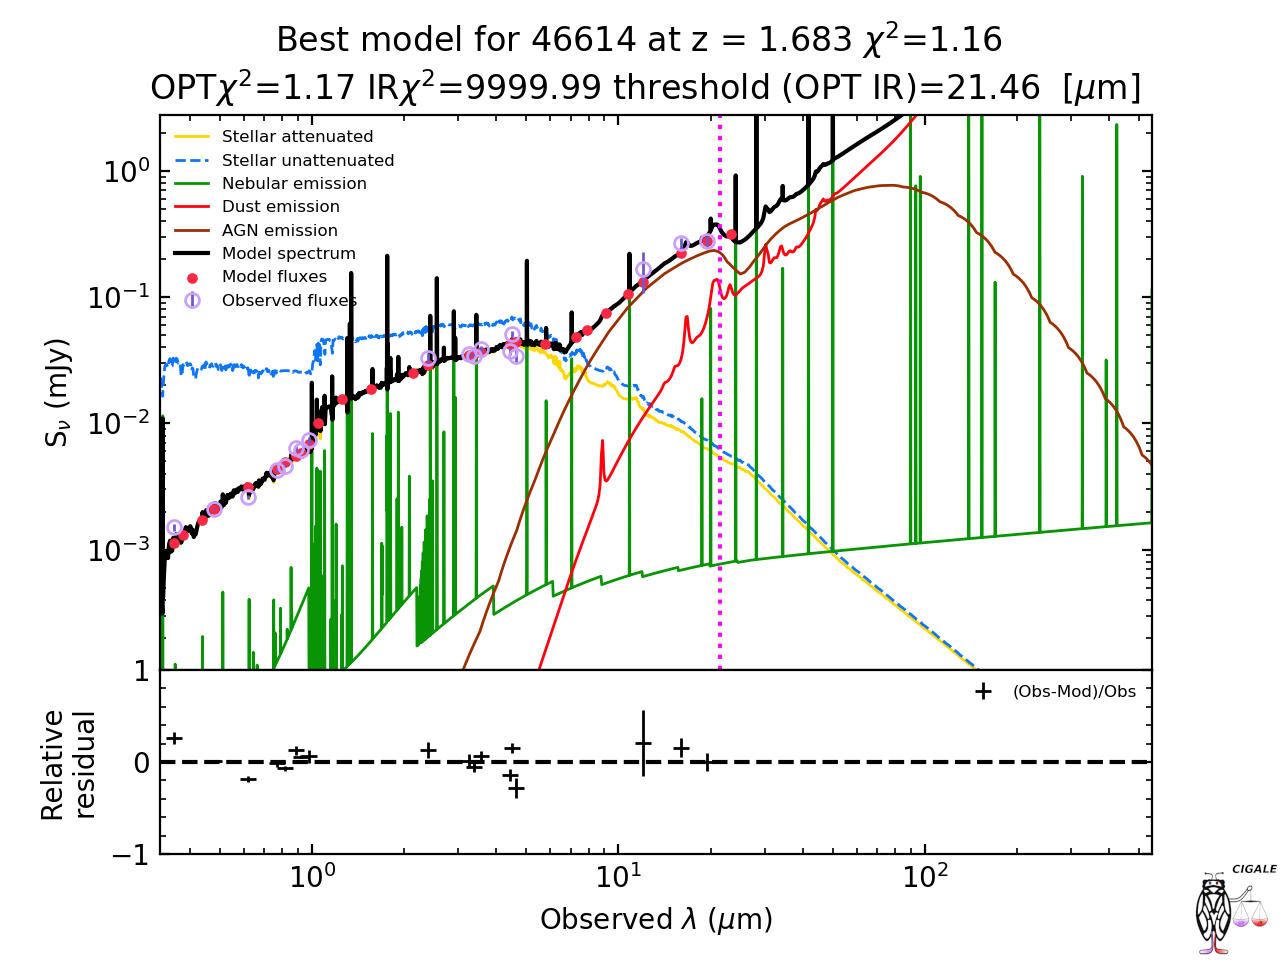 Best model for 46614 at z = 1.683 χ²=1.16
OPTχ²=1.17 IRχ²=9999.99 threshold (OPT IR)=21.46 [μm]
Stellar attenuated
Stellar unattenuated
Nebular emission
Dust emission
AGN emission
Model spectrum
Model fluxes
Observed fluxes
10⁰
10⁻¹
10⁻²
10⁻³
Sν (mJy)
1
0
−1
Relative
residual
(Obs-Mod)/Obs
10⁰ 10¹ 10²
Observed λ (μm)
CIGALE